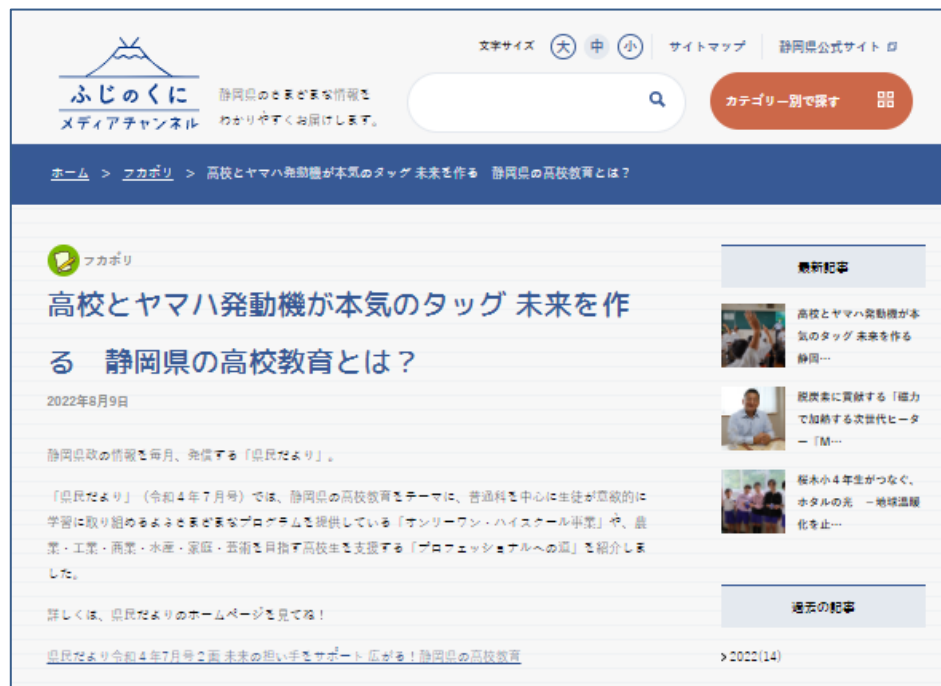 文字サイズ 大 中 小 サイトマップ 静岡県公式サイト
ふじのくに
メディアチャンネル
静岡県のさまざまな情報を
わかりやすくお届けします。
カテゴリー別で探す
ホーム > フカボリ > 高校とヤマハ発動機が本気のタッグ 未来を作る 静岡県の高校教育とは？
フカボリ
高校とヤマハ発動機が本気のタッグ 未来を作
る 静岡県の高校教育とは？
2022年8月9日
静岡県政の情報を毎月、発信する「県民だより」。
「県民だより」（令和４年７月号）では、静岡県の高校教育をテーマに、普通科を中心に生徒が意欲的に
学習に取り組めるよるさまざまなプログラムを提供している「オンリーワン・ハイスクール事業」や、農
業・工業・商業・水産・家庭・芸術を目指す高校生を支援する「プロフェッショナルへの道」を紹介しま
した。
詳しくは、県民だよりのホームページを見てね！
県民だより令和４年7月号２面 未来の担い手をサポート 広がる！静岡県の高校教育
最新記事
高校とヤマハ発動機が本
気のタッグ 未来を作る
静岡…
脱炭素に貢献する「磁力
で加熱する次世代ヒータ
ー「M…
桜木小４年生がつなぐ、
ホタルの光 －地球温暖
化を止…
過去の記事
> 2022(14)